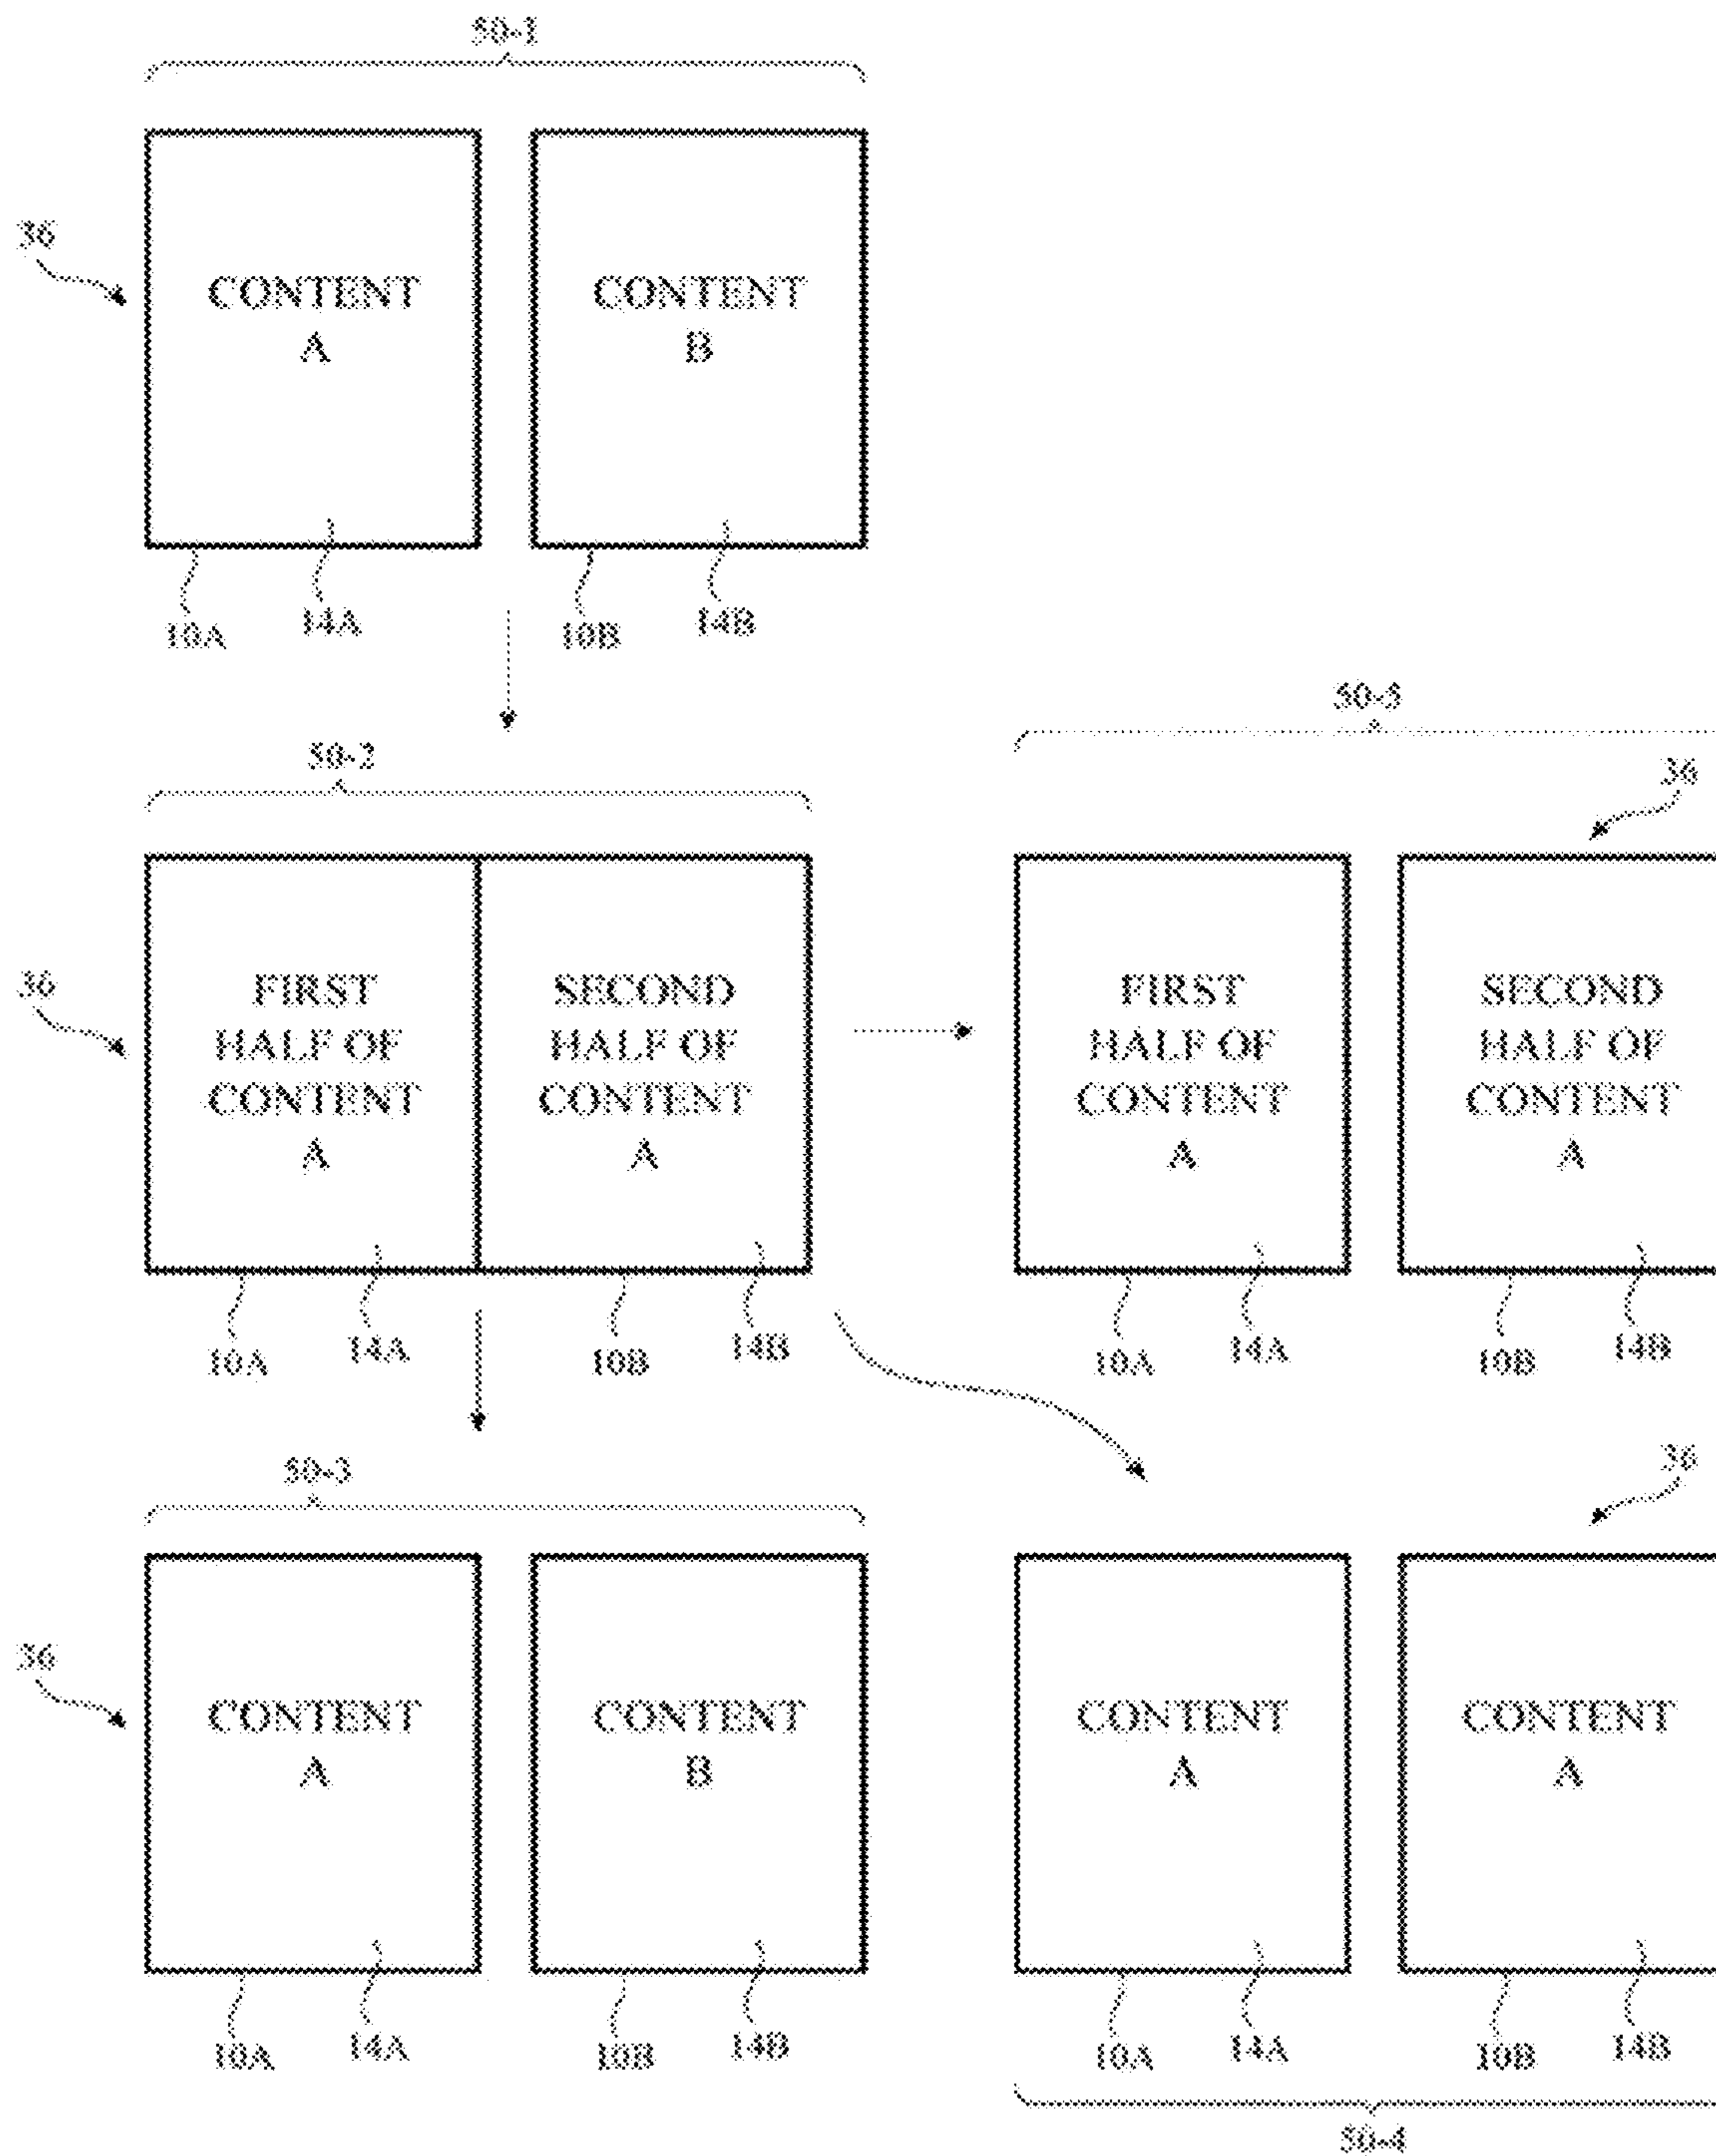 50-1
36
CONTENT
A
CONTENT
B
10A
14A
10B
14B
50-2
36
FIRST
HALF OF
CONTENT
A
SECOND
HALF OF
CONTENT
A
10A
14A
10B
14B
50-5
36
FIRST
HALF OF
CONTENT
A
SECOND
HALF OF
CONTENT
A
10A
14A
10B
14B
50-3
36
CONTENT
A
CONTENT
B
10A
14A
10B
14B
36
CONTENT
A
CONTENT
A
10A
14A
10B
14B
50-4